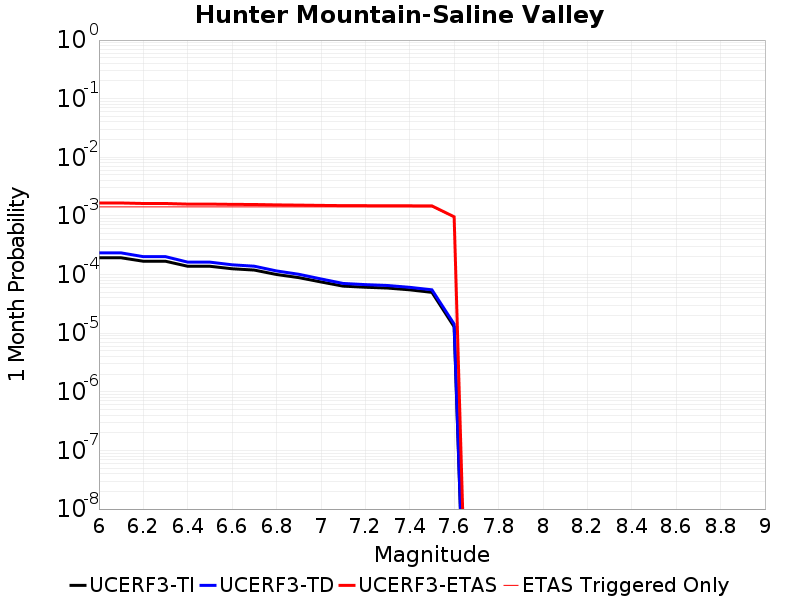 Hunter Mountain-Saline Valley
1 Month Probability
10^0
10^-1
10^-2
10^-3
10^-4
10^-5
10^-6
10^-7
10^-8
6 6.2 6.4 6.6 6.8 7 7.2 7.4 7.6 7.8 8 8.2 8.4 8.6 8.8 9
Magnitude
UCERF3-TI UCERF3-TD UCERF3-ETAS ETAS Triggered Only